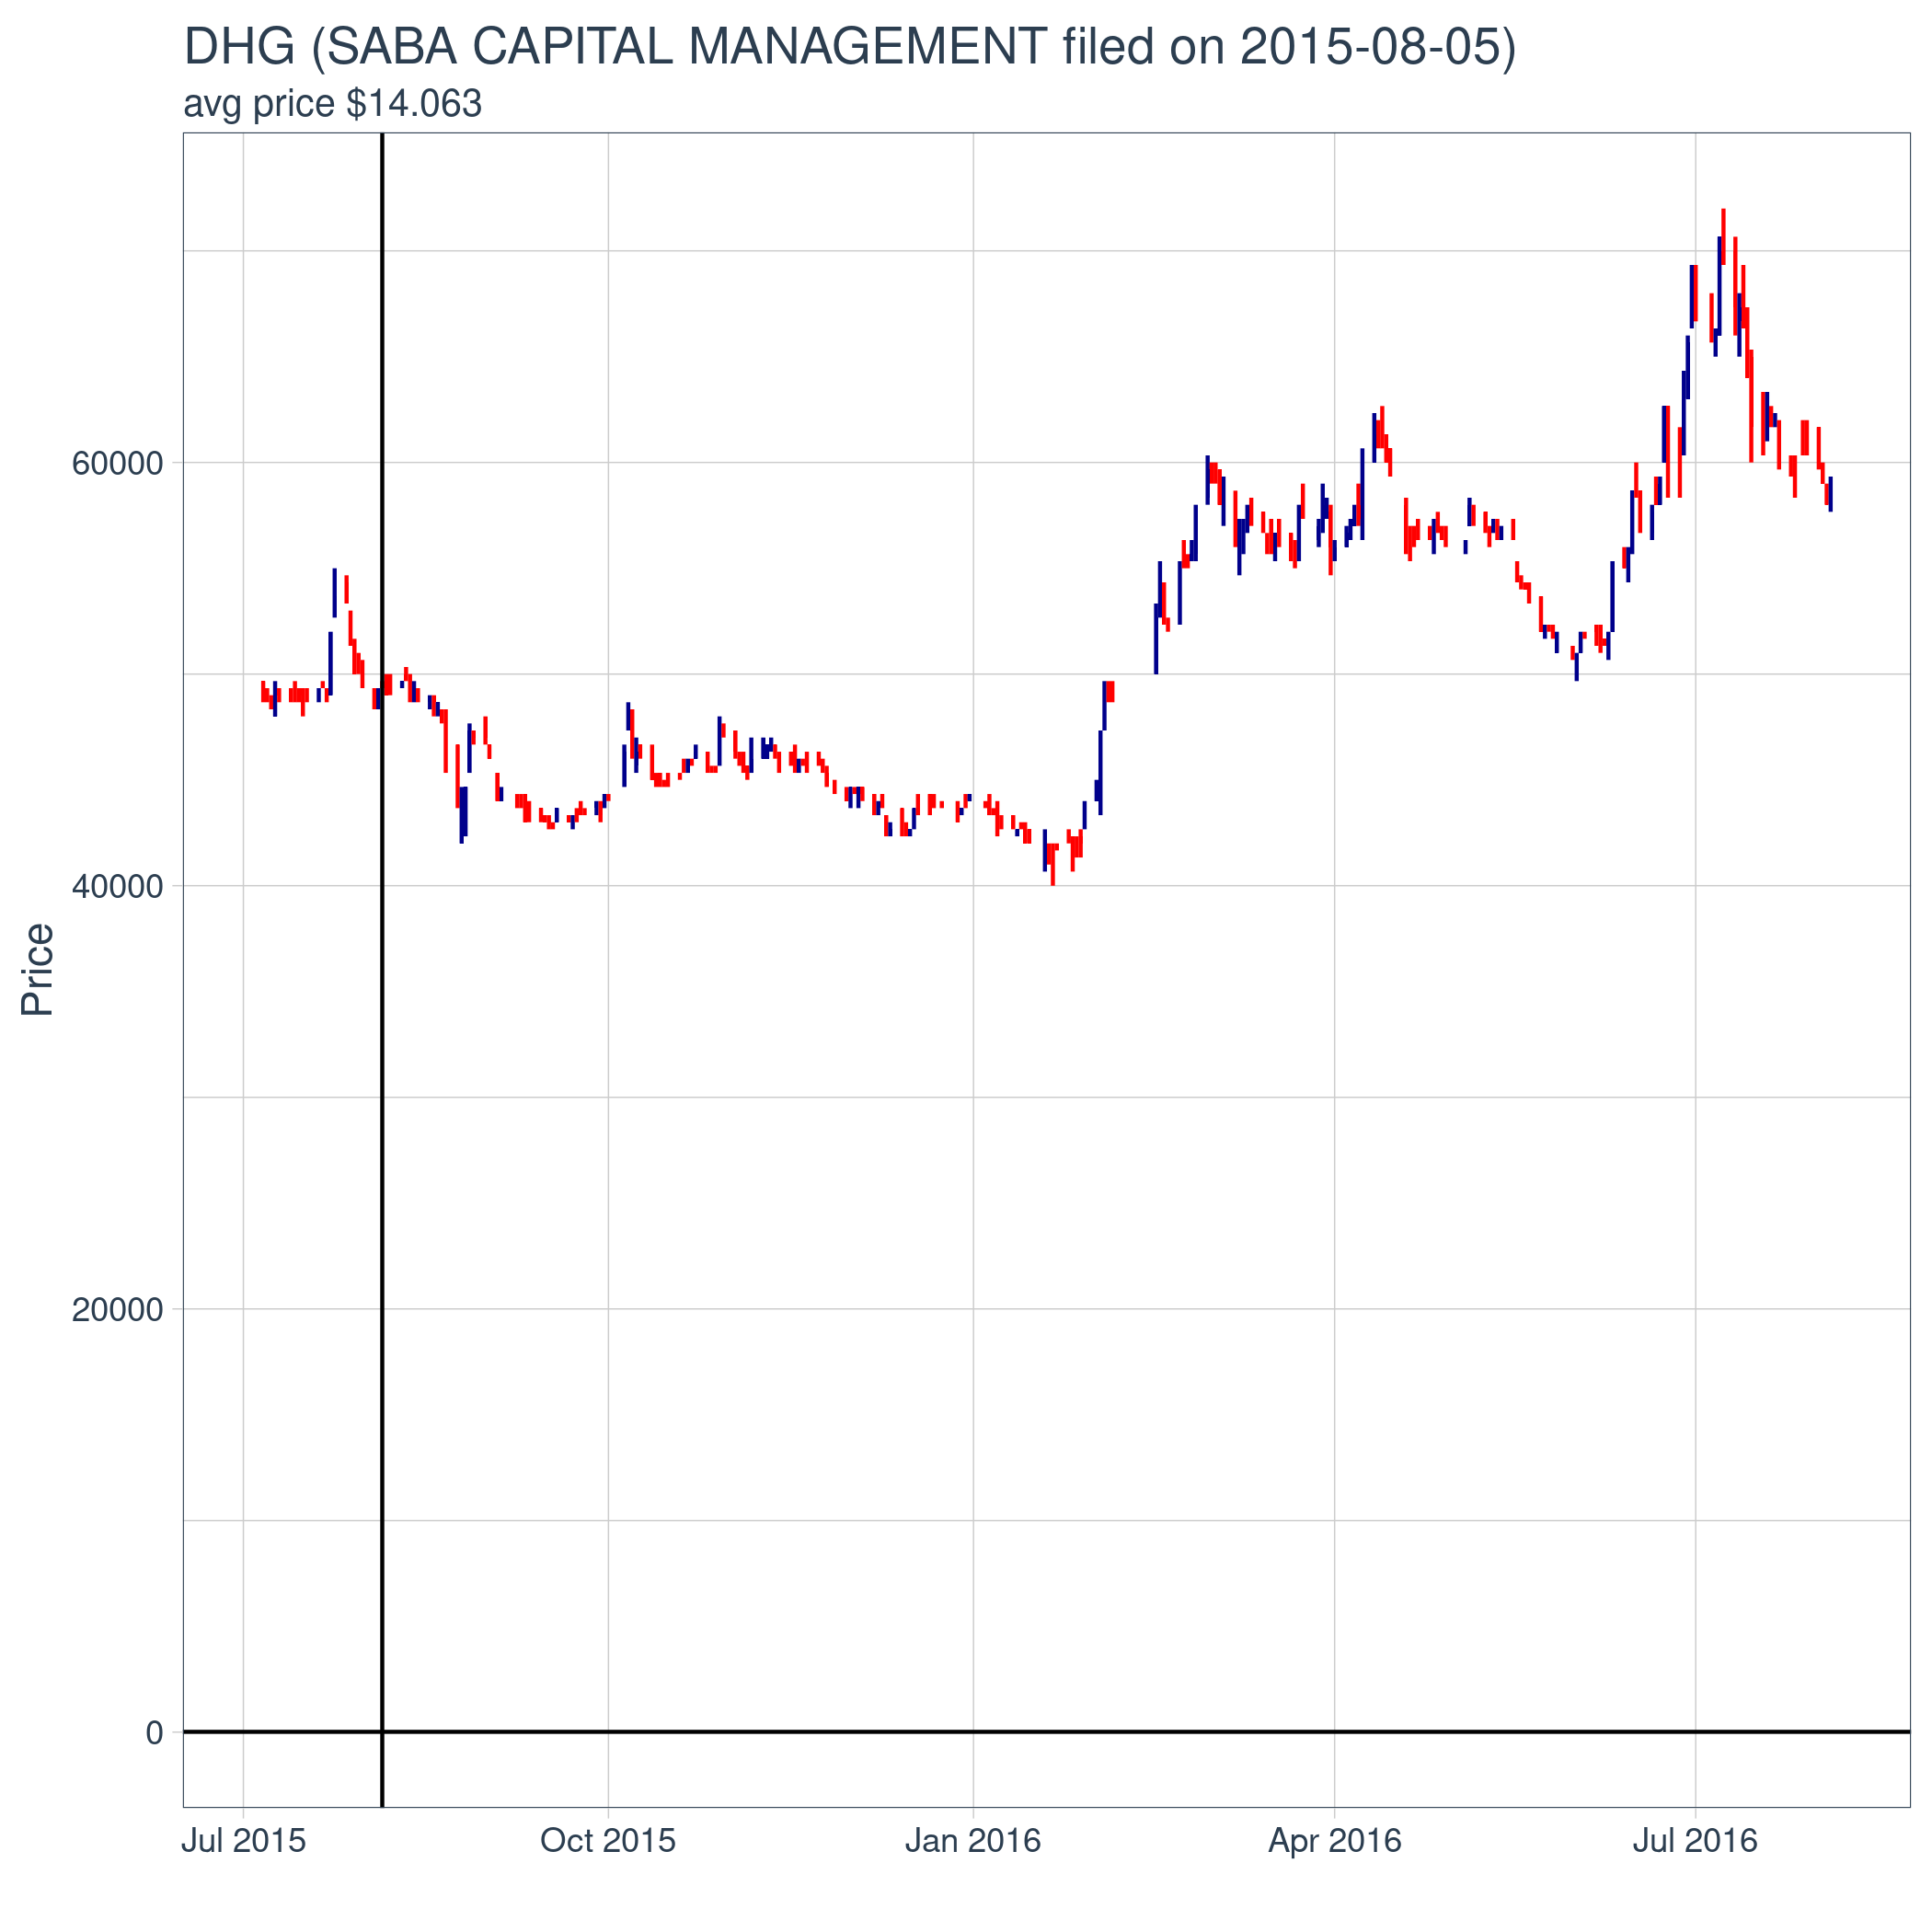 DHG (SABA CAPITAL MANAGEMENT filed on 2015-08-05)
avg price $14.063
Price
60000
40000
20000
0
Jul 2015 Oct 2015 Jan 2016 Apr 2016 Jul 2016